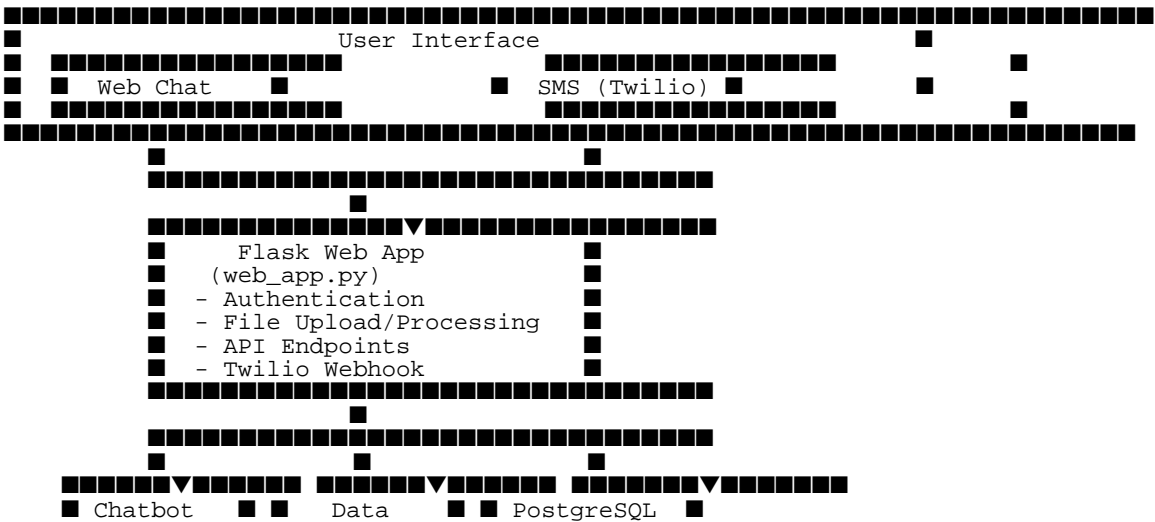 User Interface
Web Chat SMS (Twilio)
Flask Web App
(web_app.py)
- Authentication
- File Upload/Processing
- API Endpoints
- Twilio Webhook
Chatbot Data PostgreSQL